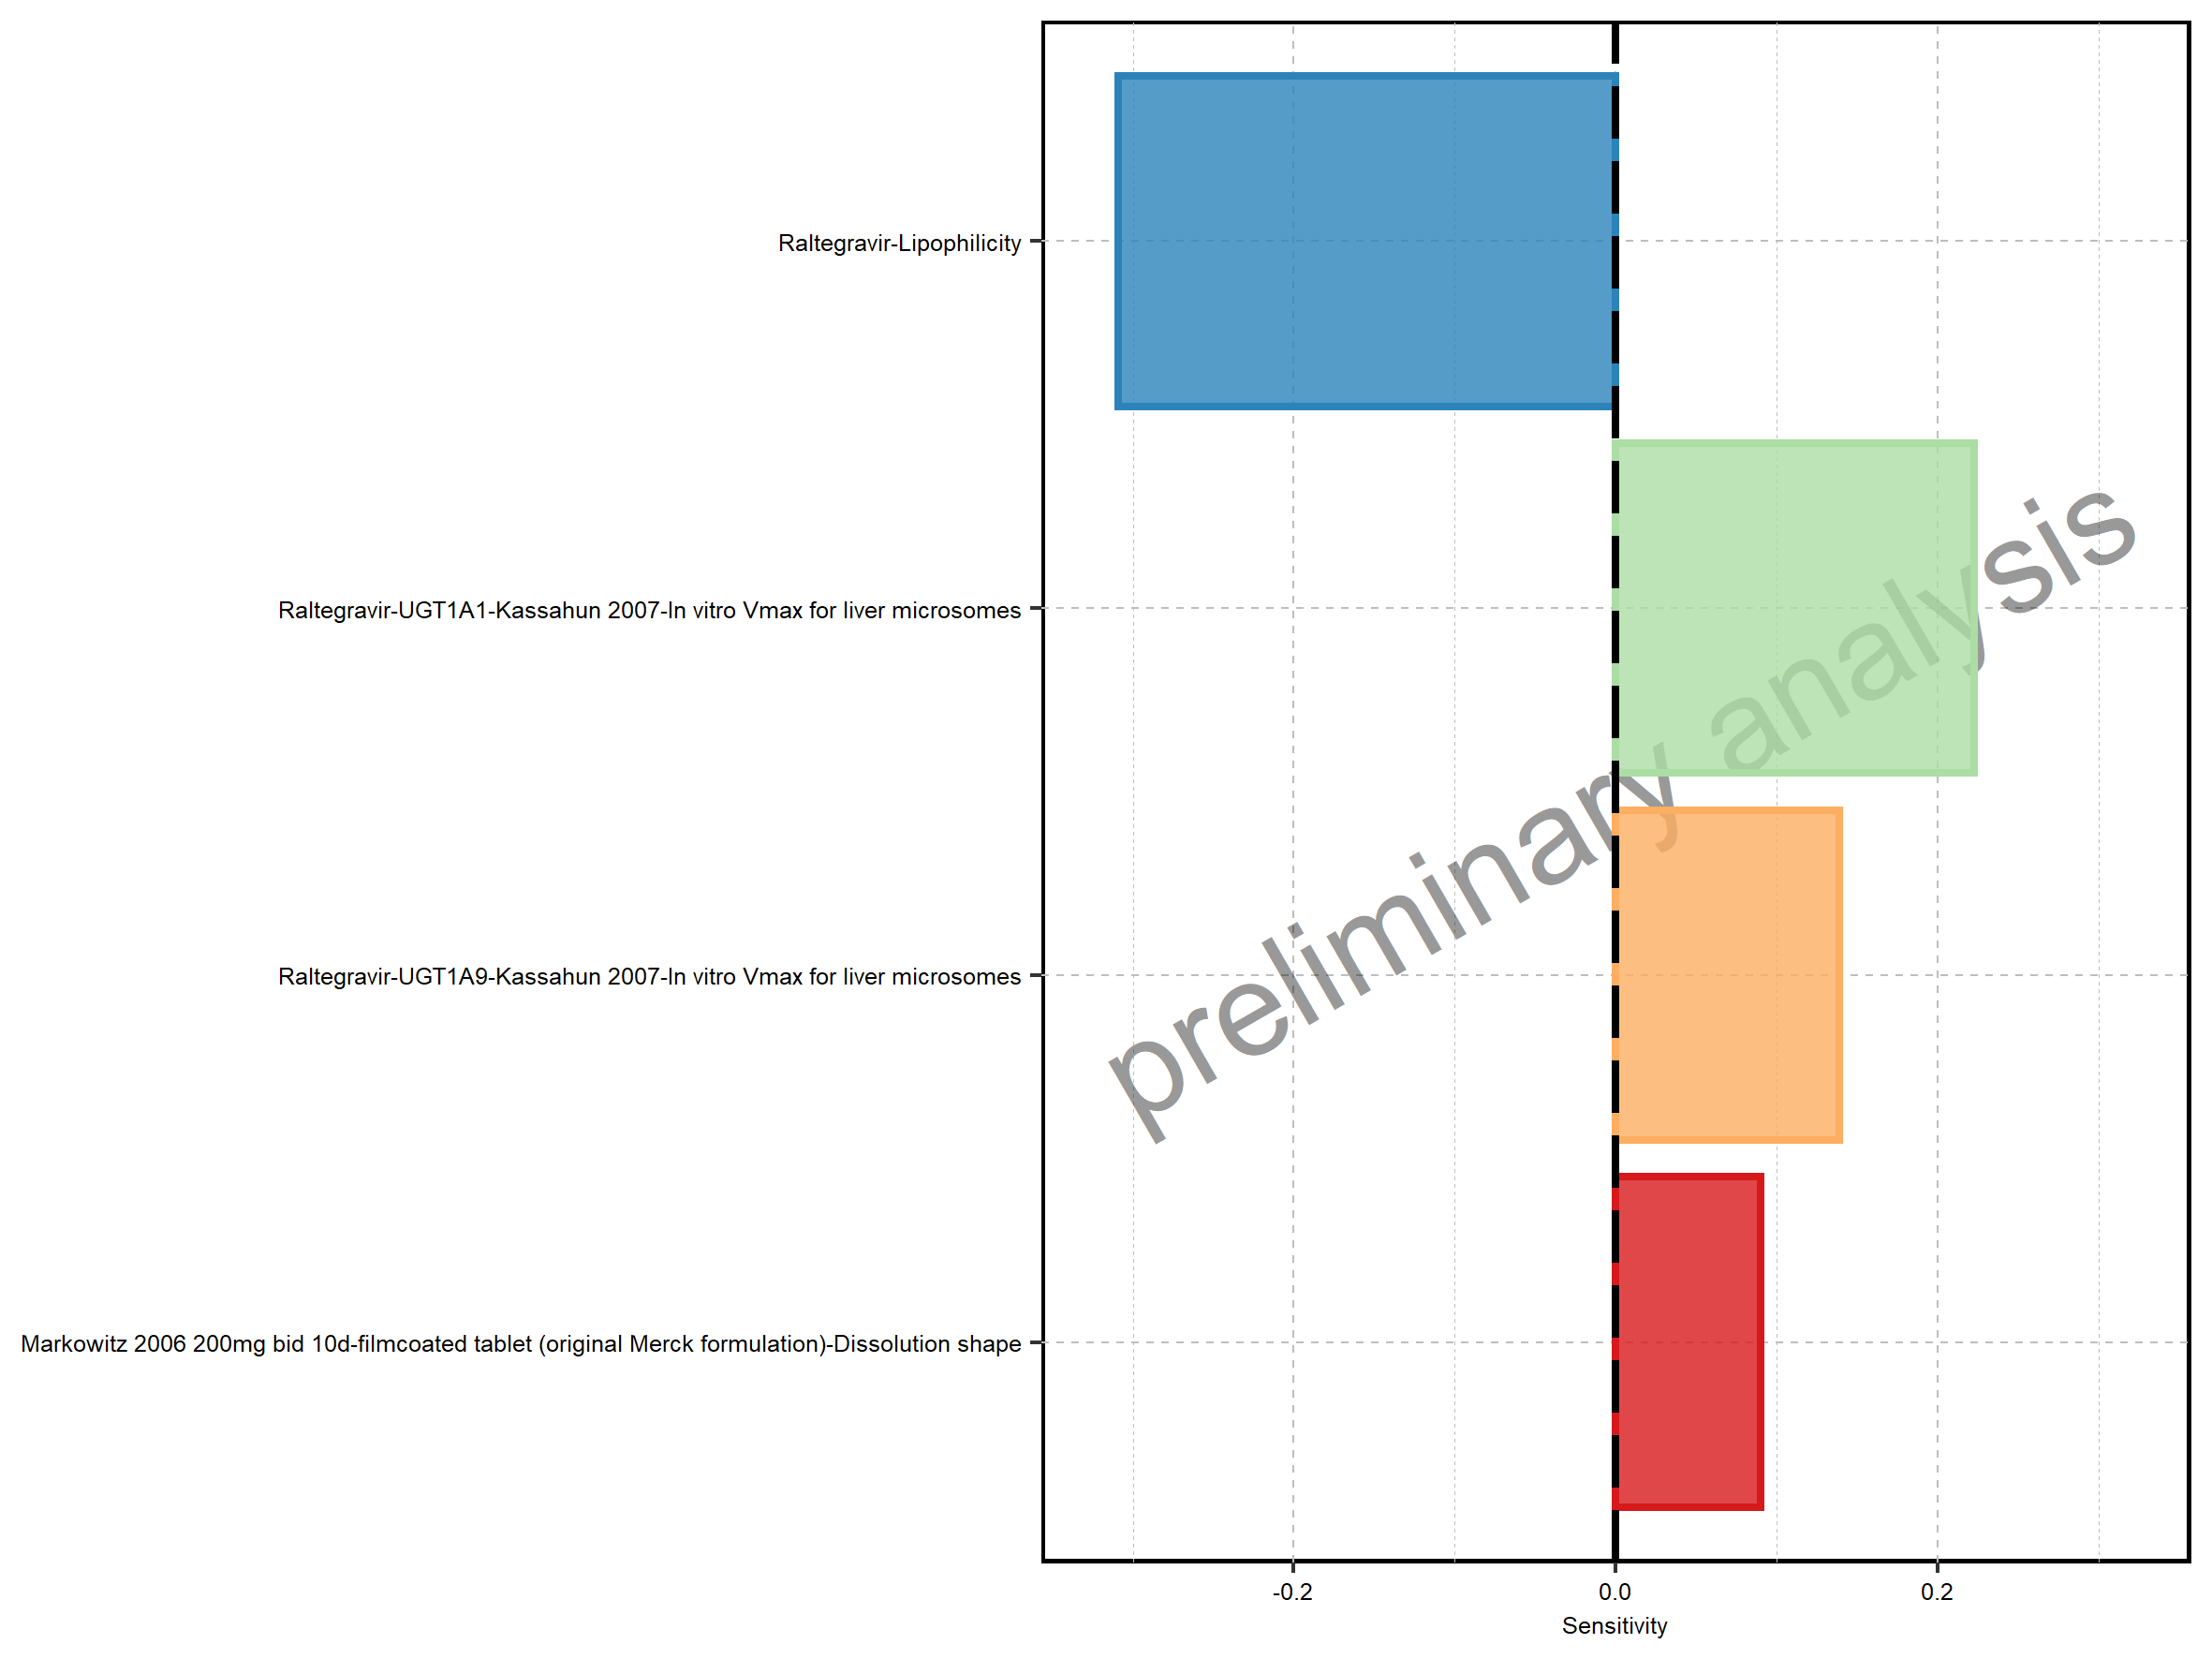 Raltegravir-Lipophilicity
Raltegravir-UGT1A1-Kassahun 2007-In vitro Vmax for liver microsomes
Raltegravir-UGT1A9-Kassahun 2007-In vitro Vmax for liver microsomes
Markowitz 2006 200mg bid 10d-filmcoated tablet (original Merck formulation)-Dissolution shape
preliminary analysis
-0.2 0.0 0.2
Sensitivity